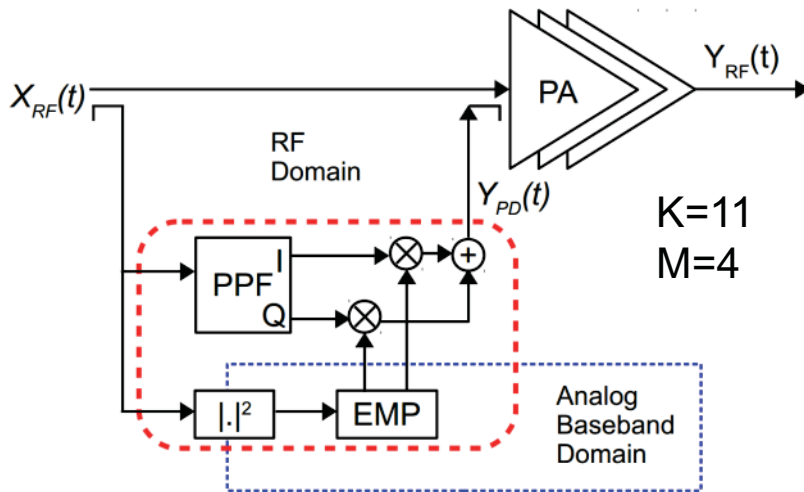 PA
Y_RF(t)
X_RF(t)
RF
Domain
Y_PD(t)
K=11
M=4
I
PPF
Q
+
|.|²
EMP
Analog
Baseband
Domain